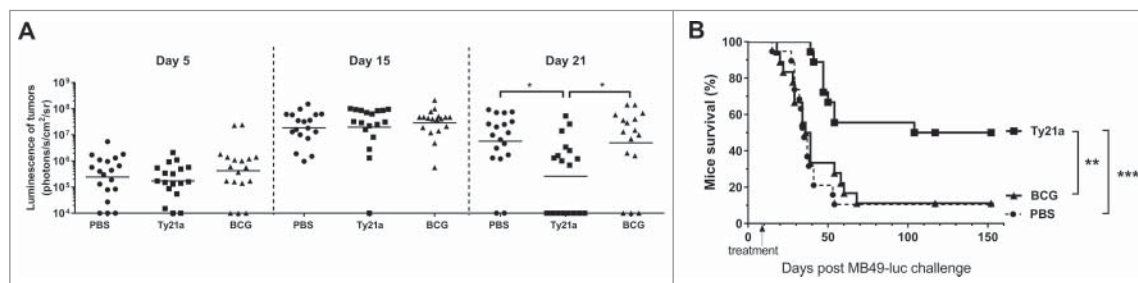 A
Day 5
Day 15
Day 21
Luminescence of tumors
(photons/s/cm²/sr)
10⁹
10⁸
10⁷
10⁶
10⁵
10⁴
* *
PBS Ty21a BCG PBS Ty21a BCG PBS Ty21a BCG
B
Mice survival (%)
100
80
60
40
20
0
0 50 100 150
treatment
Days post MB49-luc challenge
Ty21a
BCG
PBS
**
***